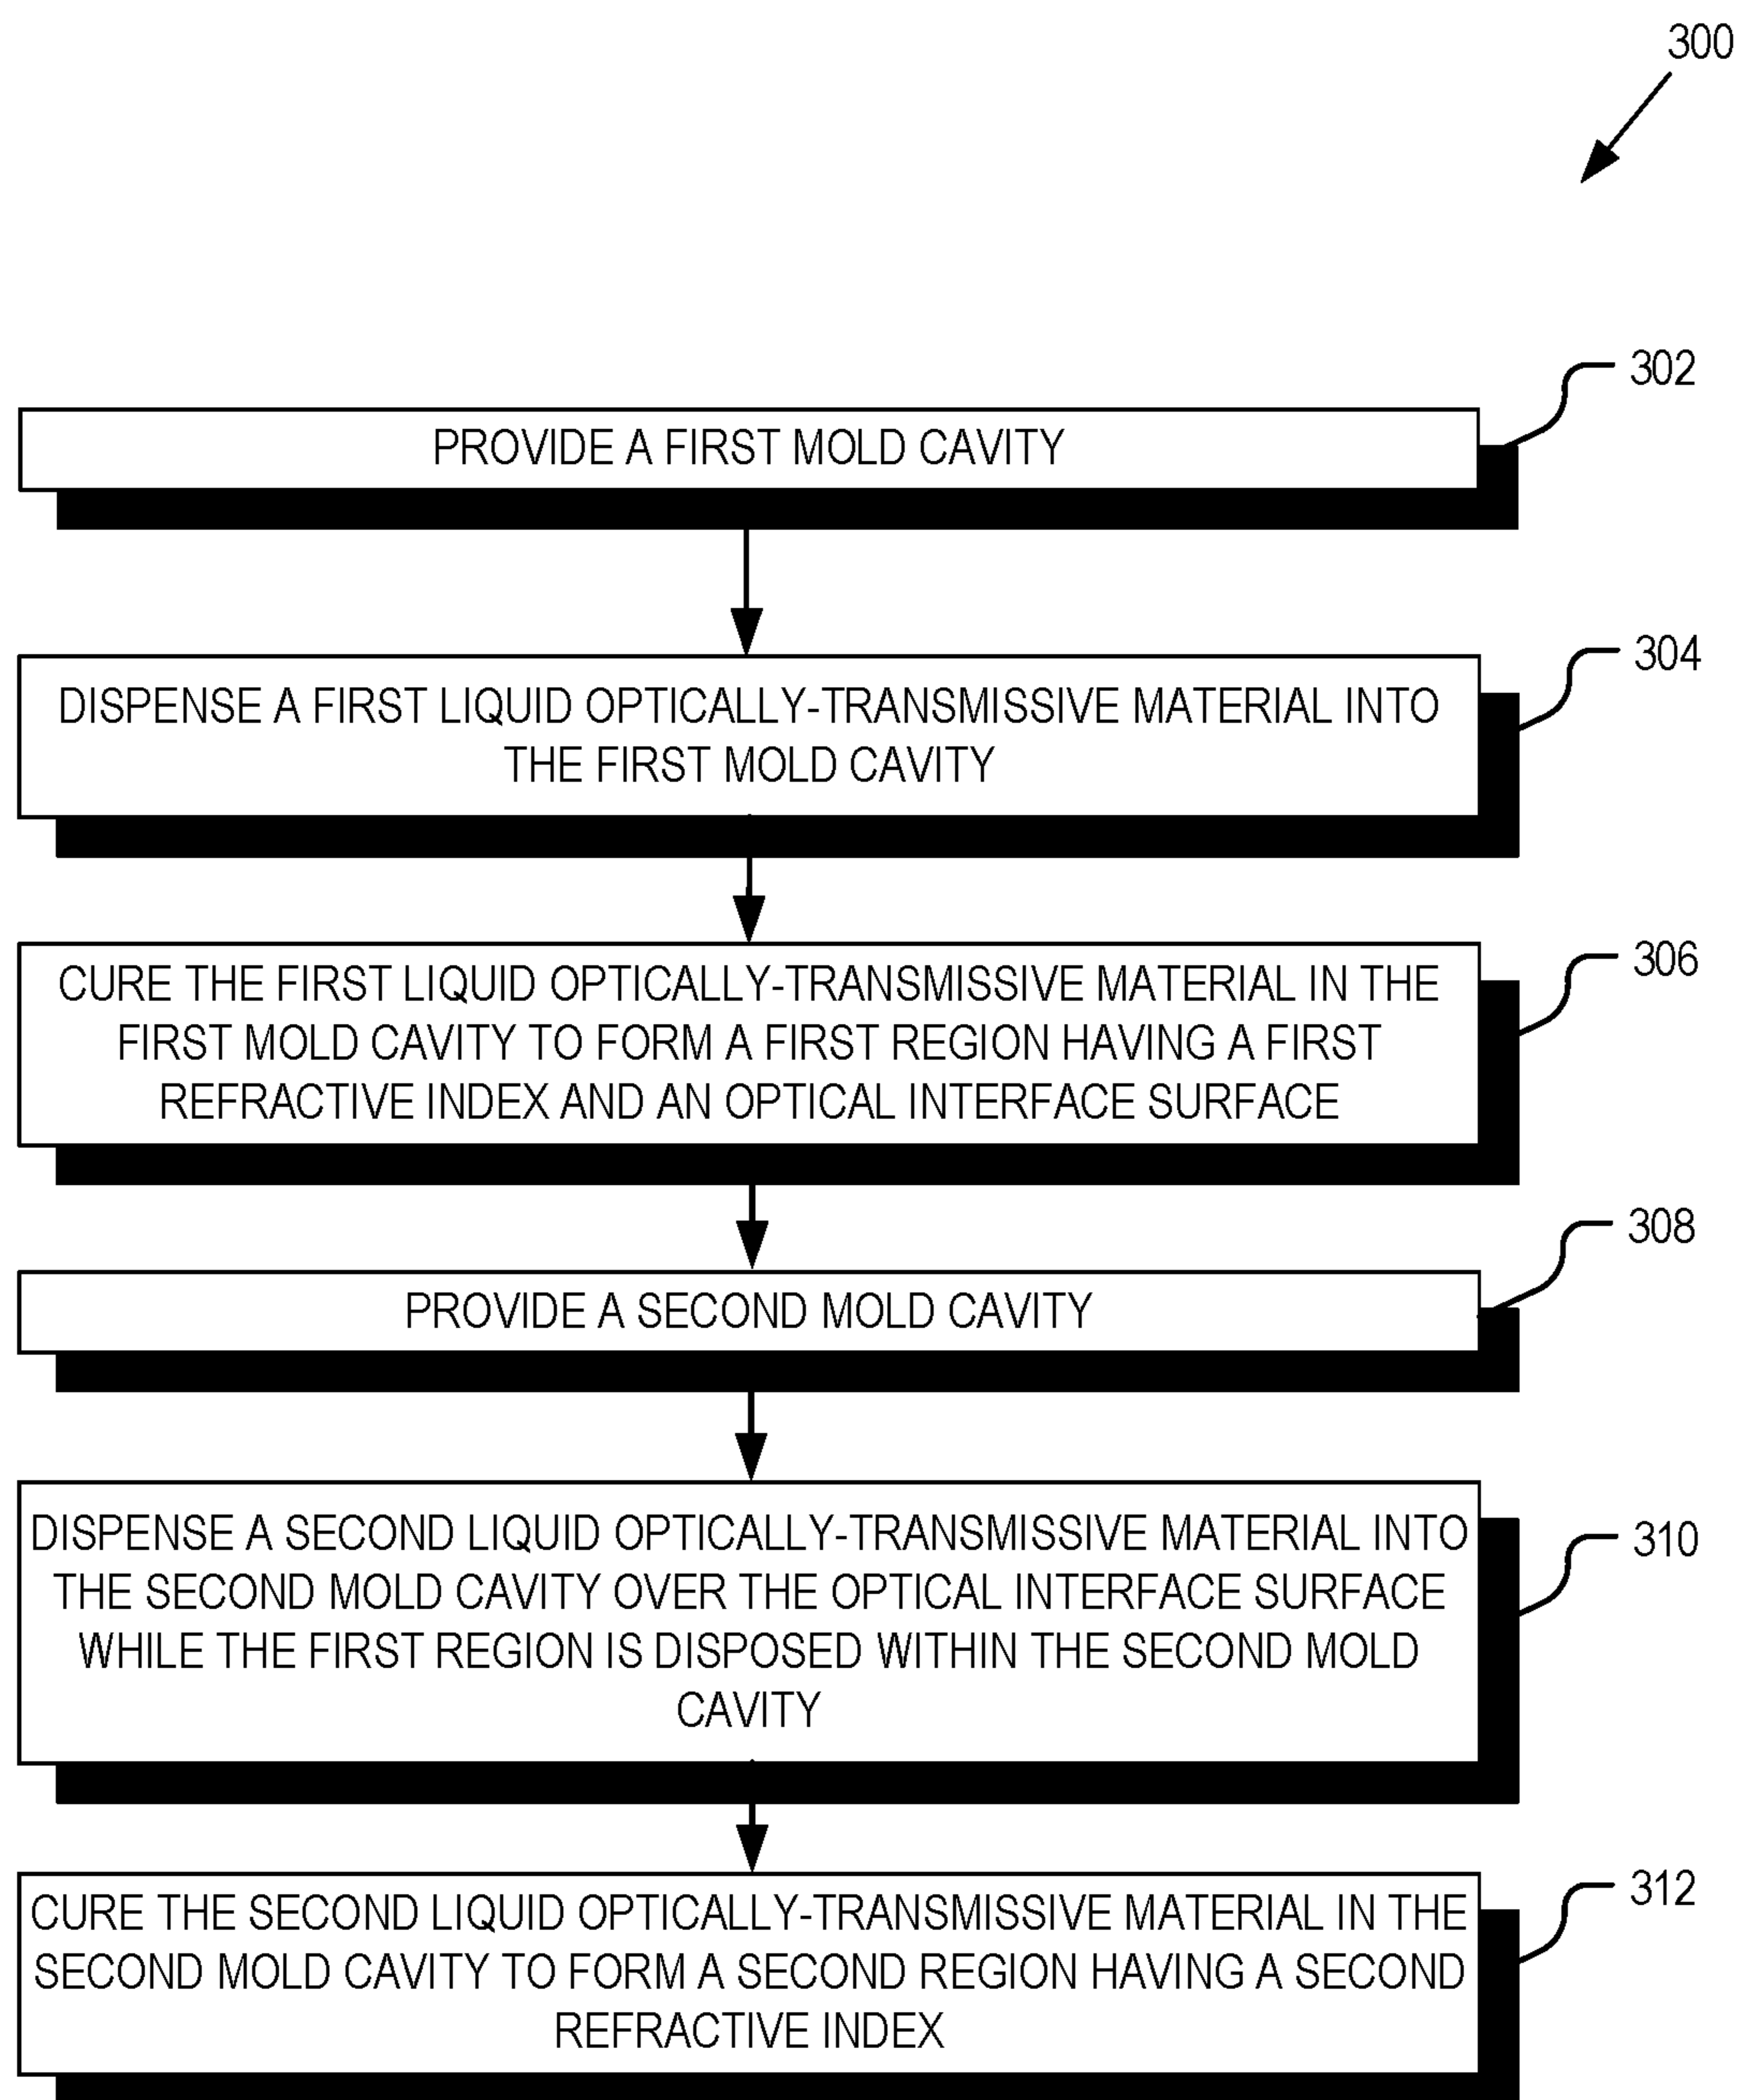 300
302
PROVIDE A FIRST MOLD CAVITY
304
DISPENSE A FIRST LIQUID OPTICALLY-TRANSMISSIVE MATERIAL INTO
THE FIRST MOLD CAVITY
306
CURE THE FIRST LIQUID OPTICALLY-TRANSMISSIVE MATERIAL IN THE
FIRST MOLD CAVITY TO FORM A FIRST REGION HAVING A FIRST
REFRACTIVE INDEX AND AN OPTICAL INTERFACE SURFACE
308
PROVIDE A SECOND MOLD CAVITY
310
DISPENSE A SECOND LIQUID OPTICALLY-TRANSMISSIVE MATERIAL INTO
THE SECOND MOLD CAVITY OVER THE OPTICAL INTERFACE SURFACE
WHILE THE FIRST REGION IS DISPOSED WITHIN THE SECOND MOLD
CAVITY
312
CURE THE SECOND LIQUID OPTICALLY-TRANSMISSIVE MATERIAL IN THE
SECOND MOLD CAVITY TO FORM A SECOND REGION HAVING A SECOND
REFRACTIVE INDEX